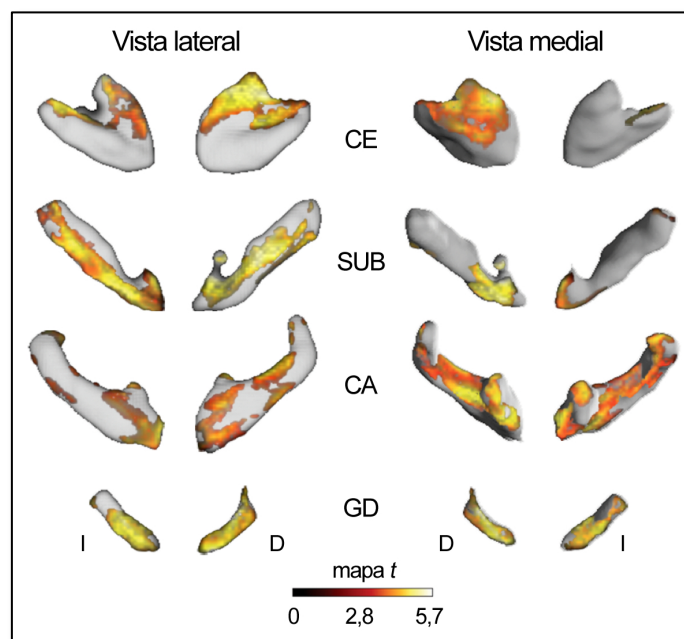 Vista lateral Vista medial
CE
SUB
CA
GD
I D D I
mapa t
0 2,8 5,7